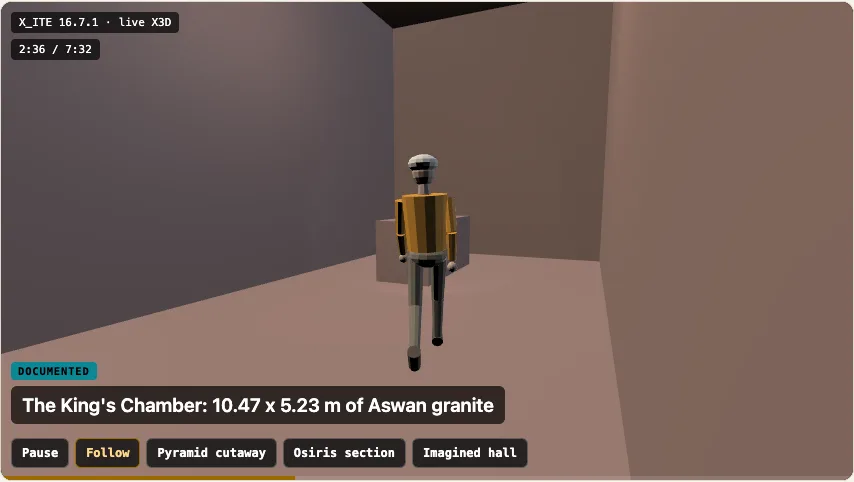 X_ITE 16.7.1 · live X3D
2:36 / 7:32
DOCUMENTED
The King's Chamber: 10.47 x 5.23 m of Aswan granite
Pause Follow Pyramid cutaway Osiris section Imagined hall